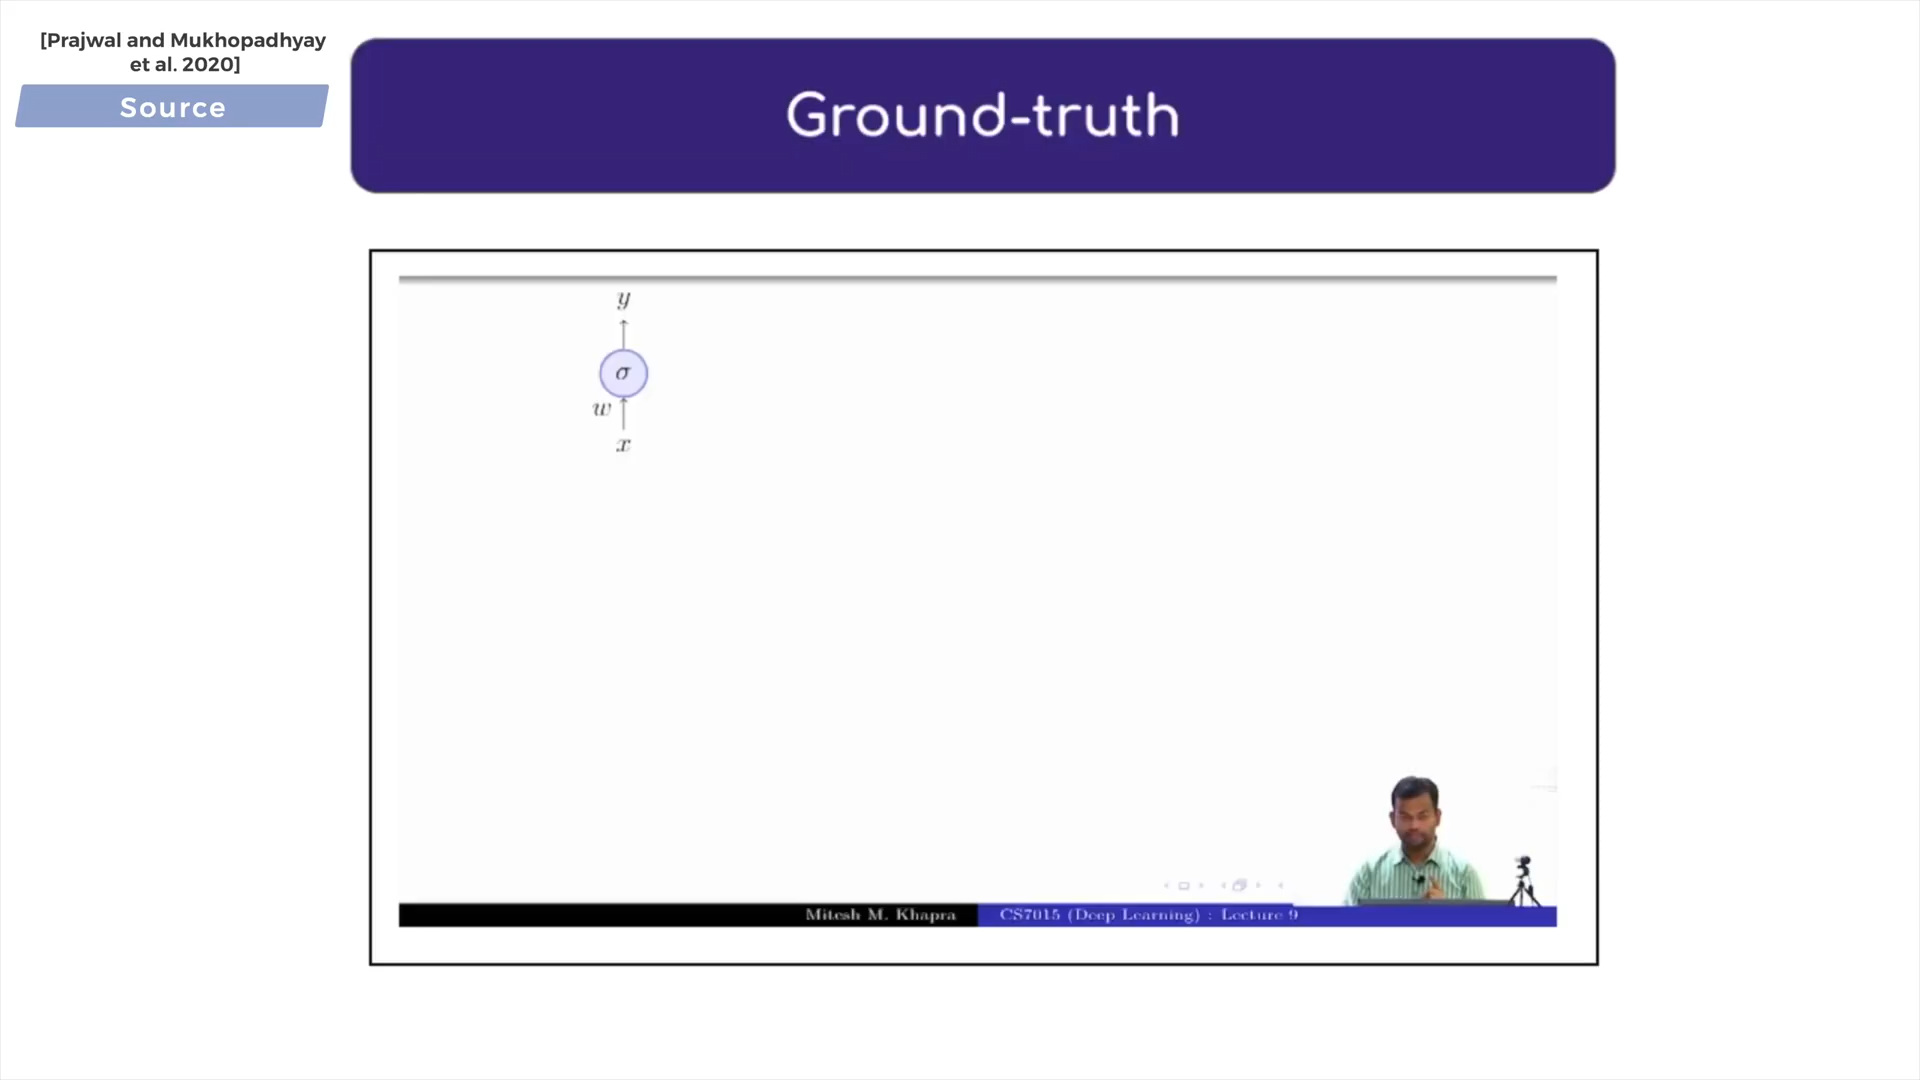 [Prajwal and Mukhopadhyay
et al. 2020]
Source
Ground-truth
y
σ
w
x
Mitesh M. Khapra
CS7015 (Deep Learning) : Lecture 9